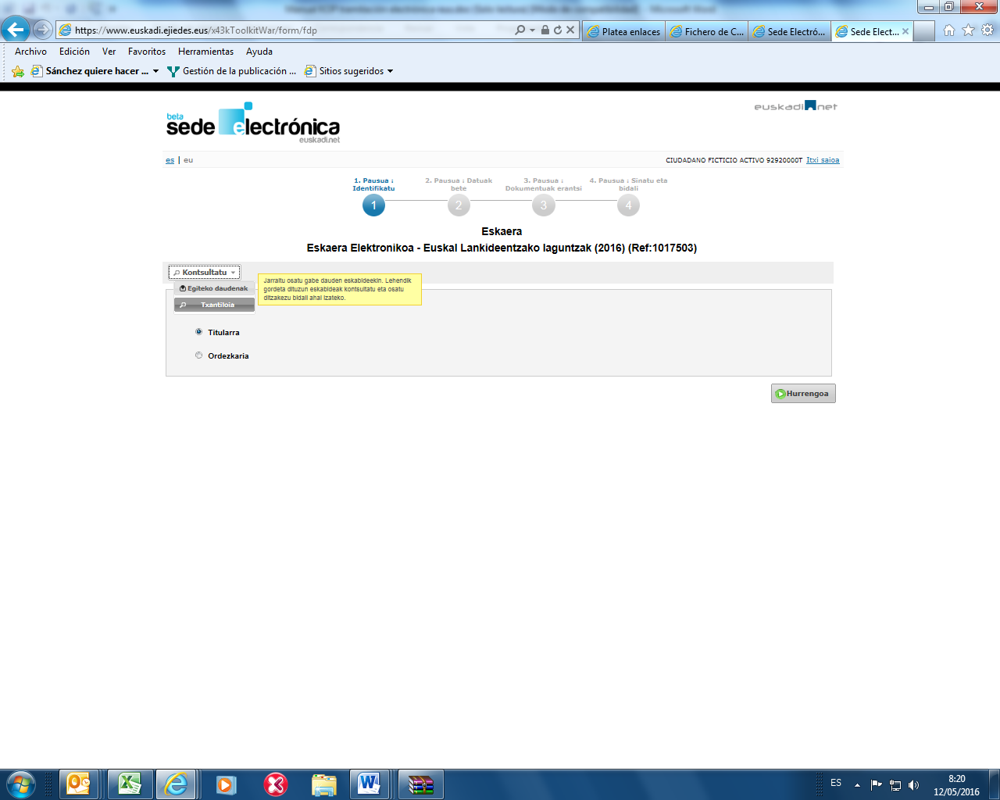 https://www.euskadi.ejiedes.eus/x43kToolkitWar/form/fdp
Platea enlaces
Fichero de C...
Sede Electró...
Sede Elect...
Archivo Edición Ver Favoritos Herramientas Ayuda
Sánchez quiere hacer ...
Gestión de la publicación ...
Sitios sugeridos
beta
sede electrónica
euskadi.net
euskadi.net
es | eu
CIUDADANO FICTICIO ACTIVO 92920000T Itxi saioa
1. Pausua :
Identifikatu
1
2. Pausua : Datuak
bete
2
3. Pausua :
Dokumentuak erantsi
3
4. Pausua : Sinatu eta
bidali
4
Eskaera
Eskaera Elektronikoa - Euskal Lankideentzako laguntzak (2016) (Ref:1017503)
Kontsultatu
Egiteko daudenak
Txantiloia
Jarraitu osatu gabe dauden eskabideekin. Lehendik
gordeta dituzun eskabideak kontsultatu eta osatu
ditzakezu bidali ahal izateko.
Titularra
Ordezkaria
Hurrengoa
ES
8:20
12/05/2016